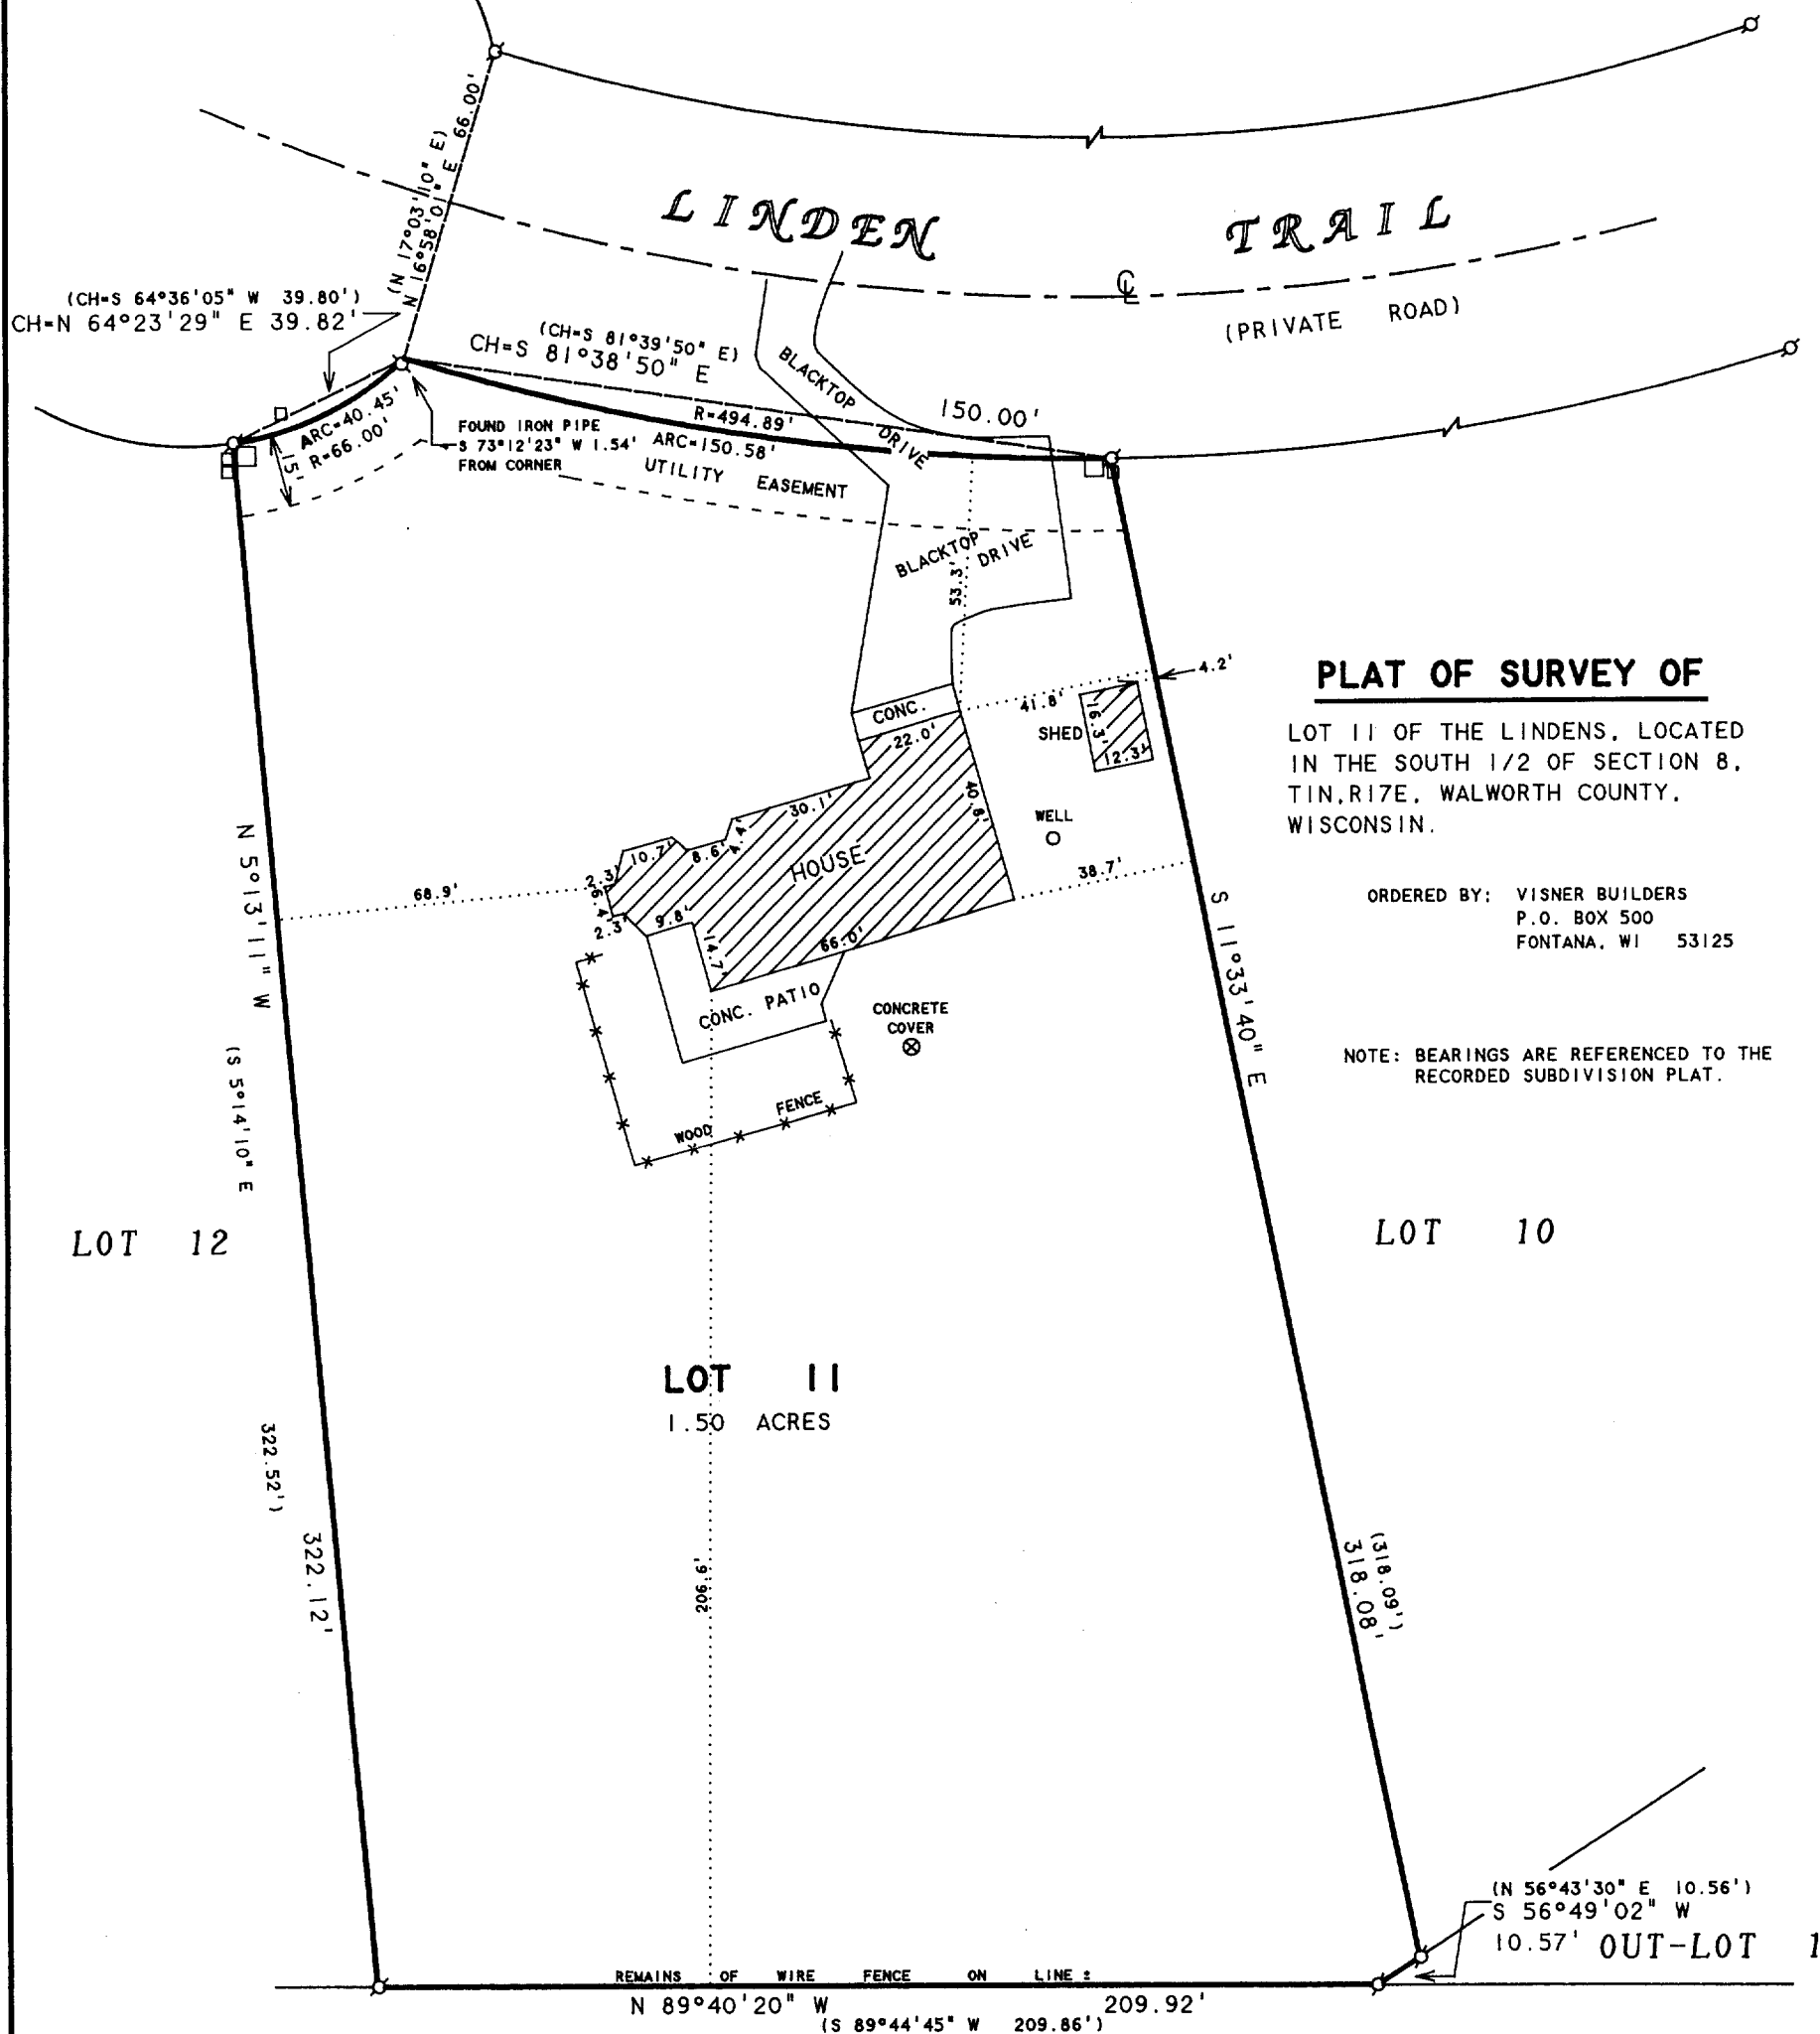 (N 17°03'10" E)
N 16°58'01" E 66.00'
LINDEN TRAIL
℄
(PRIVATE ROAD)
(CH=S 64°36'05" W 39.80')
CH=N 64°23'29" E 39.82'
(CH=S 81°39'50" E)
CH=S 81°38'50" E
150.00'
BLACKTOP
DRIVE
R=494.89'
ARC=150.58'
ARC=40.45'
R=66.00'
15'
FOUND IRON PIPE
S 73°12'23" W 1.54'
FROM CORNER
UTILITY EASEMENT
BLACKTOP
DRIVE
53.3'
4.2'
41.8'
CONC.
22.0'
SHED
16.3'
12.3'
PLAT OF SURVEY OF
LOT 11 OF THE LINDENS, LOCATED
IN THE SOUTH 1/2 OF SECTION 8,
T1N,R17E, WALWORTH COUNTY,
WISCONSIN.
ORDERED BY: VISNER BUILDERS
P.O. BOX 500
FONTANA, WI 53125
NOTE: BEARINGS ARE REFERENCED TO THE
RECORDED SUBDIVISION PLAT.
30.1'
40.8'
WELL
4.4'
8.6'
10.7'
HOUSE
2.3'
6.4'
2.3'
9.8'
14.7'
66.0'
38.7'
68.9'
N 5°13'11" W
(S 5°14'10" E
322.52')
322.12'
S 11°33'40" E
(318.09')
318.08'
CONC. PATIO
CONCRETE
COVER
WOOD FENCE
LOT 12
LOT 10
LOT 11
1.50 ACRES
206.6'
(N 56°43'30" E 10.56')
S 56°49'02" W
10.57'
OUT-LOT 1
REMAINS OF WIRE FENCE ON LINE ±
N 89°40'20" W 209.92'
(S 89°44'45" W 209.86')